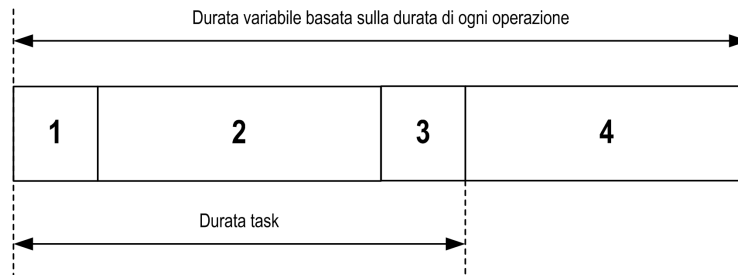 Durata variabile basata sulla durata di ogni operazione
1 2 3 4
Durata task